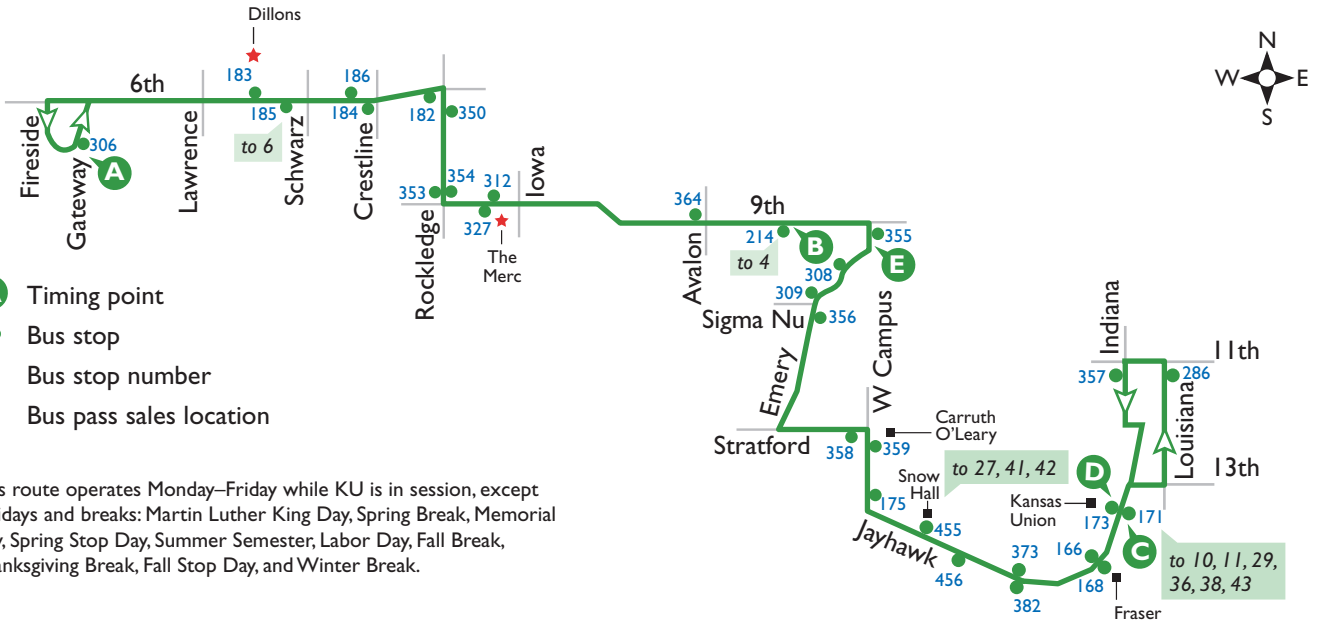 Dillons
N
W E
S
6th
183
186
185
184
182
350
to 6
Fireside
Gateway
306
A
Lawrence
Schwarz
Crestline
353
354
312
327
Iowa
Rockledge
The
Merc
364
9th
214
B
355
to 4
E
308
309
Avalon
Sigma Nu
356
W Campus
Emery
Stratford
358
359
Carruth
O'Leary
Indiana
11th
357
286
Louisiana
13th
Snow
Hall
to 27, 41, 42
D
Kansas
Union
175
455
173
171
Jayhawk
456
373
382
166
168
C
to 10, 11, 29,
36, 38, 43
Fraser
Timing point
Bus stop
Bus stop number
Bus pass sales location
route operates Monday–Friday while KU is in session, except
and breaks: Martin Luther King Day, Spring Break, Memorial
Spring Stop Day, Summer Semester, Labor Day, Fall Break,
Break, Fall Stop Day, and Winter Break.